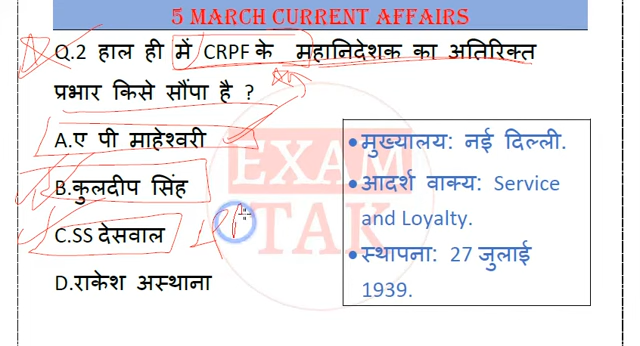 5 MARCH CURRENT AFFAIRS
Q.2 हाल ही में CRPF के महानिदेशक का अतिरिक्त
प्रभार किसे सौंपा है ?
A.ए पी माहेश्वरी
B.कुलदीप सिंह
C.SS देसवाल
D.राकेश अस्थाना
•मुख्यालय: नई दिल्ली.
•आदर्श वाक्य: Service
and Loyalty.
•स्थापना: 27 जुलाई
1939.
EXAM
TAK